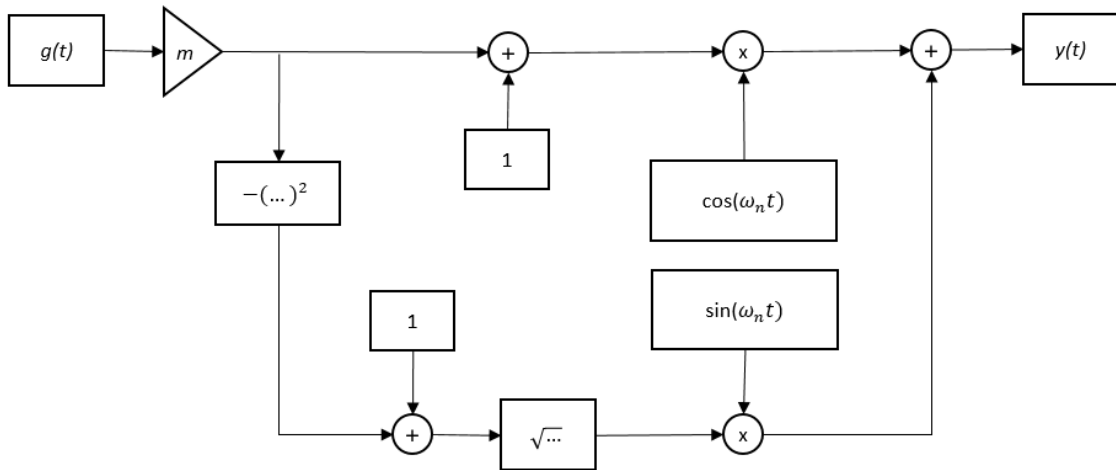 g(t)
m
+
x
+
y(t)
1
−(…)²
cos(ωₙt)
sin(ωₙt)
1
+
√…
x